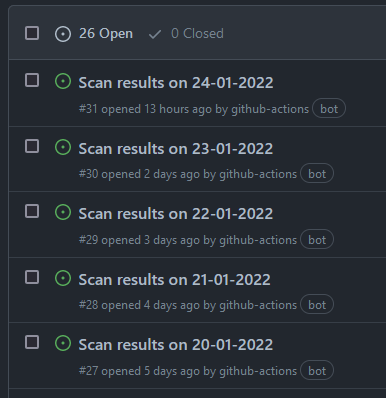 26 Open 0 Closed
Scan results on 24-01-2022
#31 opened 13 hours ago by github-actions bot
Scan results on 23-01-2022
#30 opened 2 days ago by github-actions bot
Scan results on 22-01-2022
#29 opened 3 days ago by github-actions bot
Scan results on 21-01-2022
#28 opened 4 days ago by github-actions bot
Scan results on 20-01-2022
#27 opened 5 days ago by github-actions bot